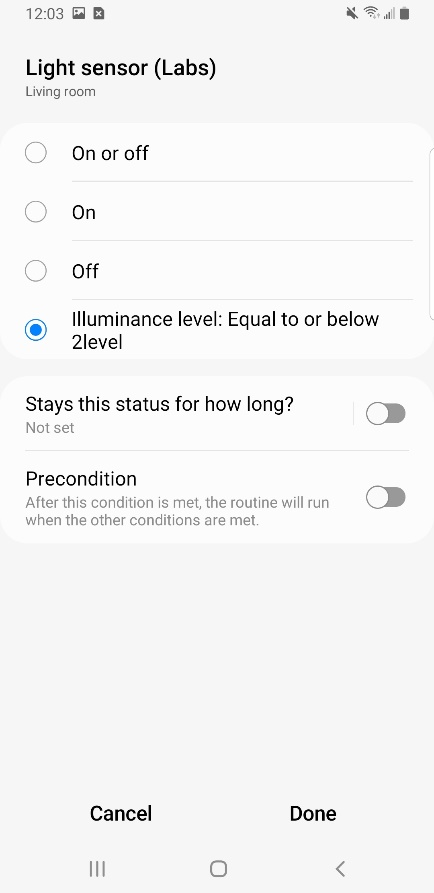 12:03
Light sensor (Labs)
Living room
On or off
On
Off
Illuminance level: Equal to or below
2level
Stays this status for how long?
Not set
Precondition
After this condition is met, the routine will run
when the other conditions are met.
Cancel
Done